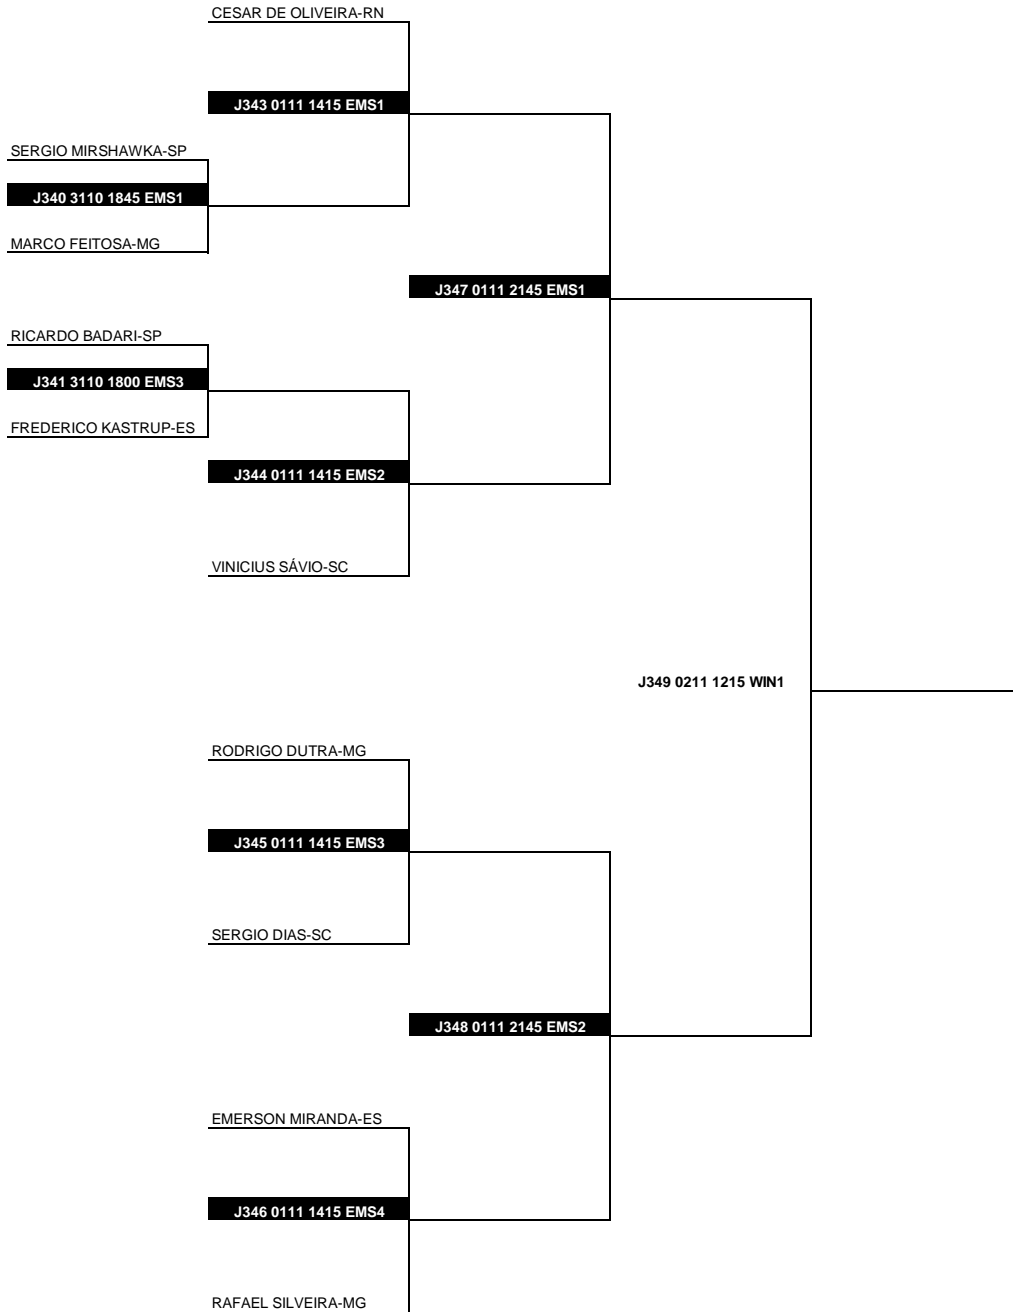 CESAR DE OLIVEIRA-RN
J343 0111 1415 EMS1
SERGIO MIRSHAWKA-SP
J340 3110 1845 EMS1
MARCO FEITOSA-MG
J347 0111 2145 EMS1
RICARDO BADARI-SP
J341 3110 1800 EMS3
FREDERICO KASTRUP-ES
J344 0111 1415 EMS2
VINICIUS SÁVIO-SC
J349 0211 1215 WIN1
RODRIGO DUTRA-MG
J345 0111 1415 EMS3
SERGIO DIAS-SC
J348 0111 2145 EMS2
EMERSON MIRANDA-ES
J346 0111 1415 EMS4
RAFAEL SILVEIRA-MG